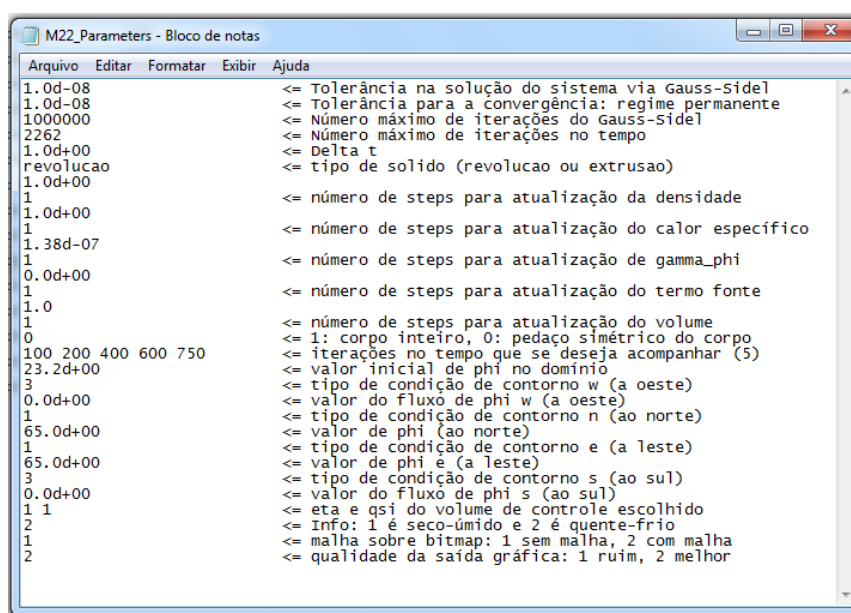 M22_Parameters - Bloco de notas
Arquivo Editar Formatar Exibir Ajuda
1.0d-08 <= Tolerância na solução do sistema via Gauss-Sidel
1.0d-08 <= Tolerância para a convergência: regime permanente
1000000 <= Número máximo de iterações do Gauss-Sidel
2262 <= Número máximo de iterações no tempo
1.0d+00 <= Delta t
revolucao <= tipo de solido (revolucao ou extrusao)
1.0d+00
1 <= número de steps para atualização da densidade
1.0d+00
1 <= número de steps para atualização do calor específico
1.38d-07
1 <= número de steps para atualização de gamma_phi
0.0d+00
1 <= número de steps para atualização do termo fonte
1.0
1 <= número de steps para atualização do volume
0 <= 1: corpo inteiro, 0: pedaço simétrico do corpo
100 200 400 600 750 <= iterações no tempo que se deseja acompanhar (5)
23.2d+00 <= valor inicial de phi no domínio
3 <= tipo de condição de contorno w (a oeste)
0.0d+00 <= valor do fluxo de phi w (a oeste)
1 <= tipo de condição de contorno n (ao norte)
65.0d+00 <= valor de phi (ao norte)
1 <= tipo de condição de contorno e (a leste)
65.0d+00 <= valor de phi e (a leste)
3 <= tipo de condição de contorno s (ao sul)
0.0d+00 <= valor do fluxo de phi s (ao sul)
1 1 <= eta e qsi do volume de controle escolhido
2 <= Info: 1 é seco-úmido e 2 é quente-frio
1 <= malha sobre bitmap: 1 sem malha, 2 com malha
2 <= qualidade da saída gráfica: 1 ruim, 2 melhor